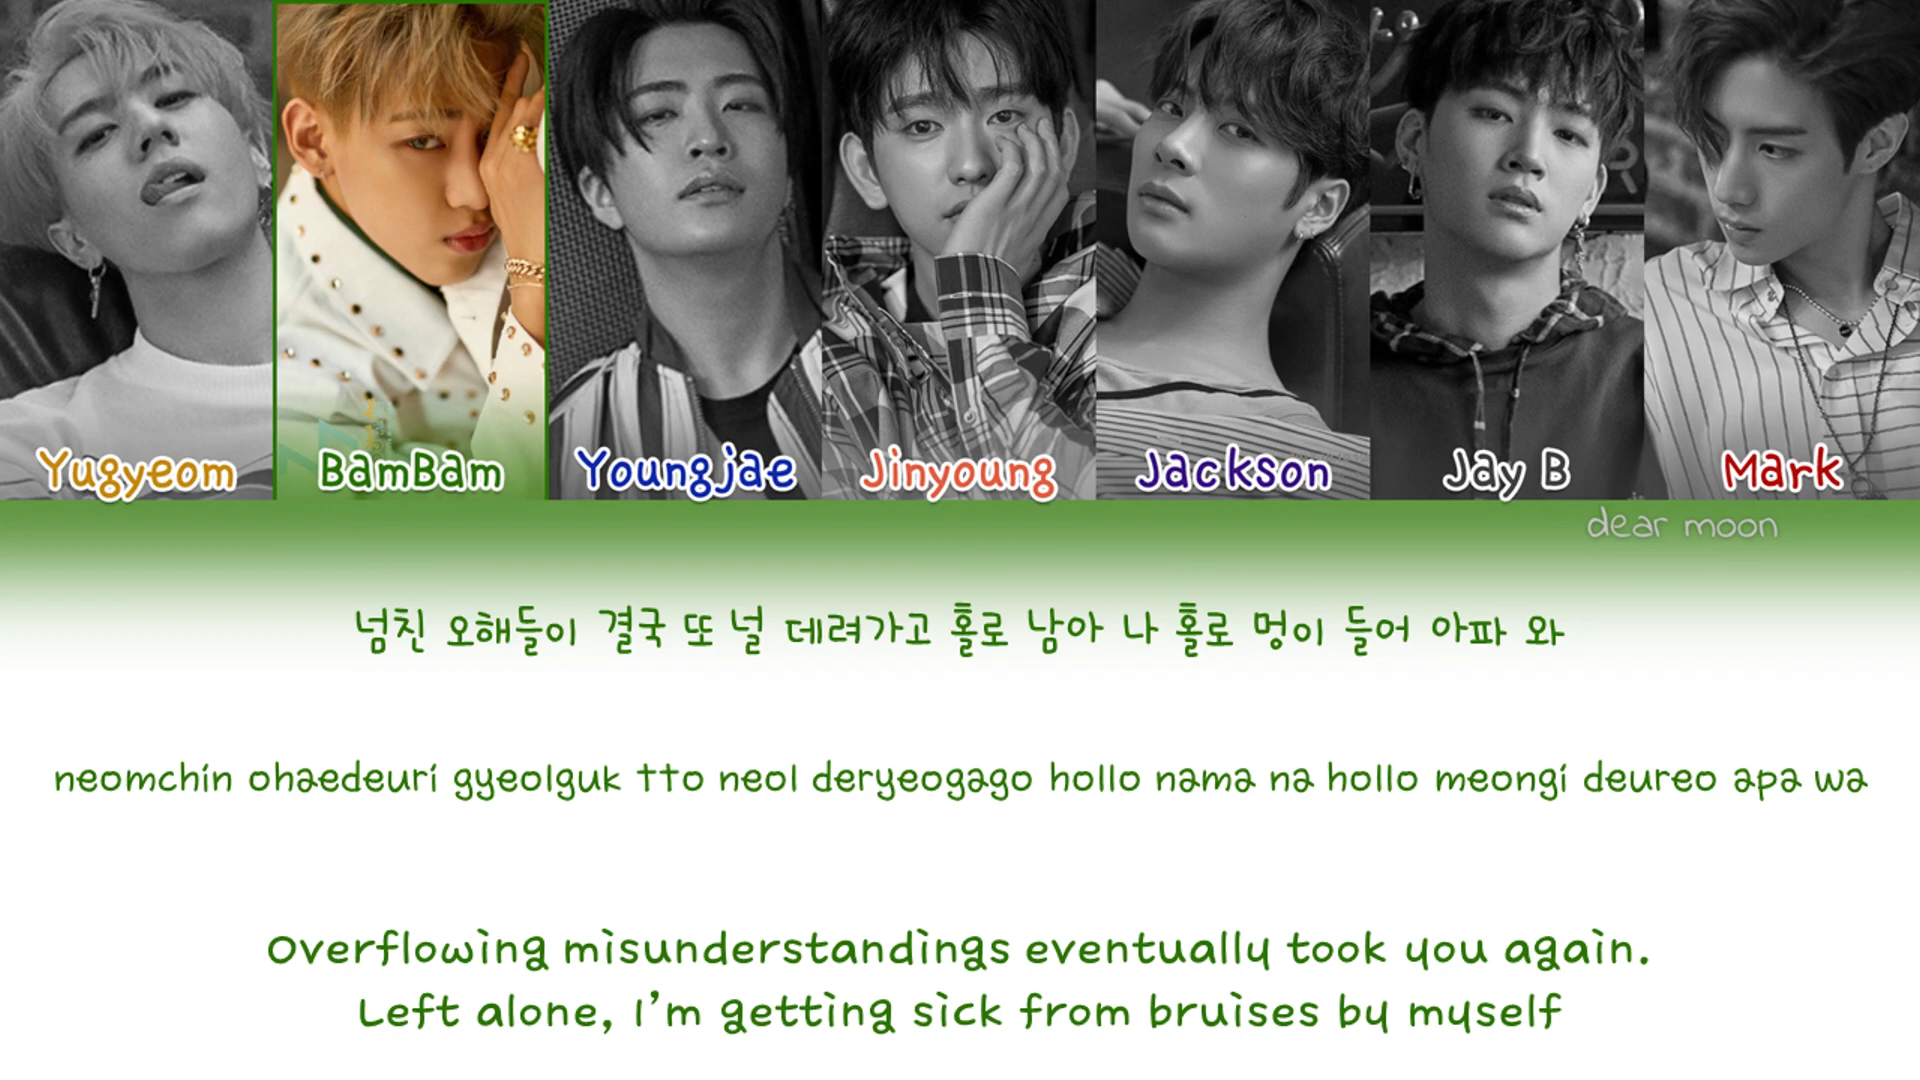 Yugyeom
BamBam
Youngjae
Jinyoung
Jackson
Jay B
Mark
dear moon
넘친 오해들이 결국 또 널 데려가고 홀로 남아 나 홀로 멍이 들어 아파 와
neomchin ohaedeuri gyeolguk tto neol deryeogago hollo nama na hollo meongi deureo apa wa
Overflowing misunderstandings eventually took you again.
Left alone, I'm getting sick from bruises by myself